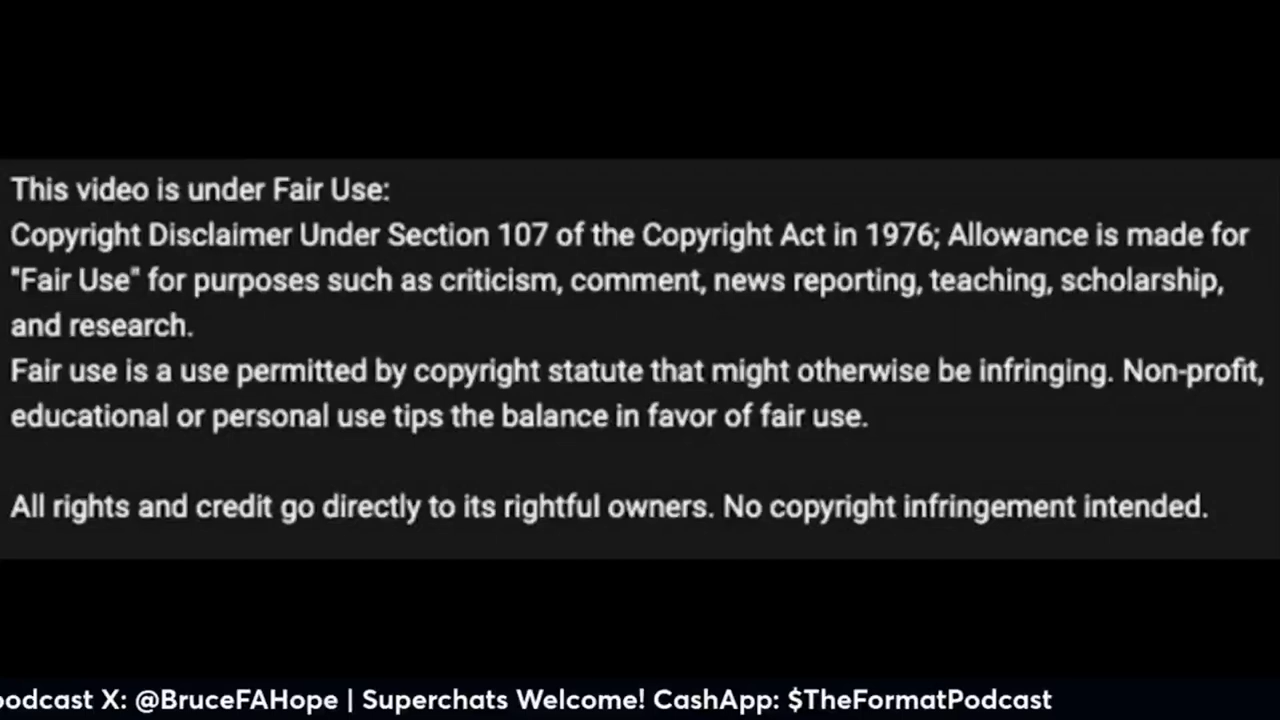 This video is under Fair Use:
Copyright Disclaimer Under Section 107 of the Copyright Act in 1976; Allowance is made for
"Fair Use" for purposes such as criticism, comment, news reporting, teaching, scholarship,
and research.
Fair use is a use permitted by copyright statute that might otherwise be infringing. Non-profit,
educational or personal use tips the balance in favor of fair use.
All rights and credit go directly to its rightful owners. No copyright infringement intended.
podcast X: @BruceFAHope | Superchats Welcome! CashApp: $TheFormatPodcast